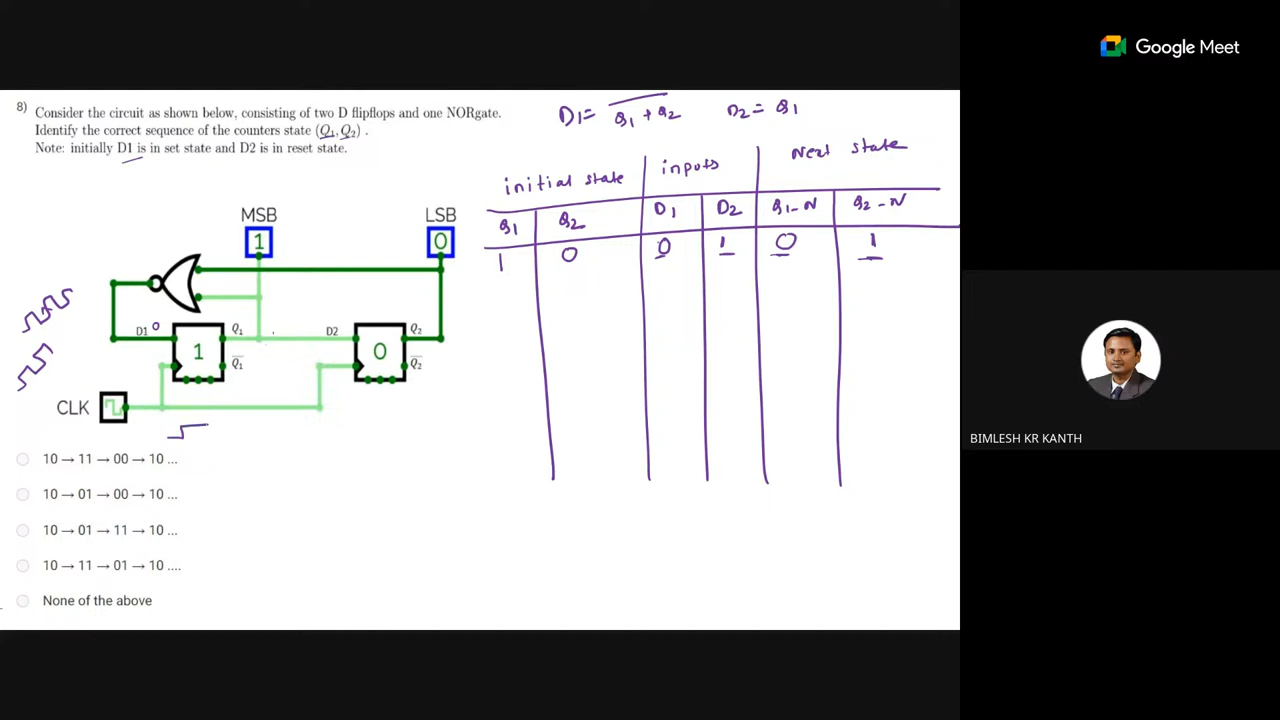 Google Meet
8) Consider the circuit as shown below, consisting of two D flipflops and one NORgate.
Identify the correct sequence of the counters state (Q1,Q2) .
Note: initially D1 is in set state and D2 is in reset state.
D1= Q1 + Q2 D2 = Q1
initial state inputs Next state
Q1 Q2 D1 D2 Q1-N Q2-N
1 0 0 1 0 1
MSB LSB
1 0
D1 0 Q1 D2 Q2
1 0
Q1 Q2
CLK
10 → 11 → 00 → 10 ...
10 → 01 → 00 → 10 ...
10 → 01 → 11 → 10 ...
10 → 11 → 01 → 10 ....
None of the above
BIMLESH KR KANTH